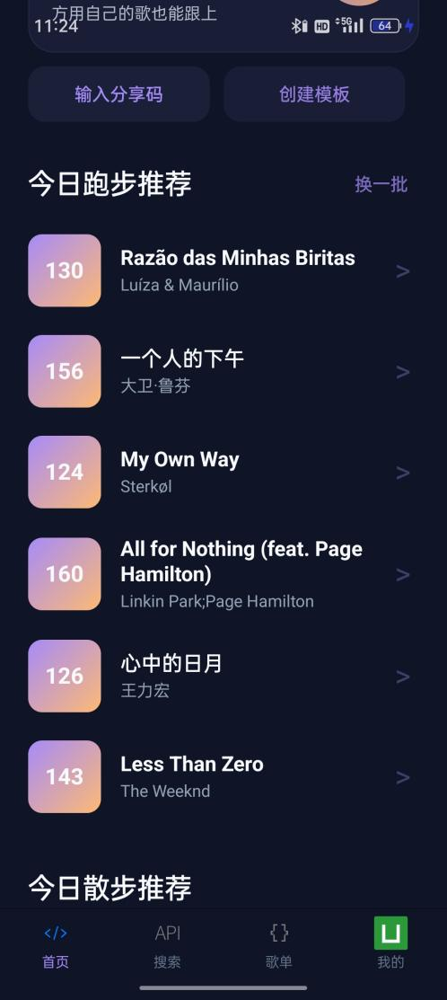 方用自己的歌也能跟上
11:24
HD
5G
64
输入分享码
创建模板
今日跑步推荐
换一批
130
Razão das Minhas Biritas
Luíza & Maurílio
>
156
一个人的下午
大卫·鲁芬
>
124
My Own Way
Sterkøl
>
160
All for Nothing (feat. Page
Hamilton)
Linkin Park;Page Hamilton
>
126
心中的日月
王力宏
>
143
Less Than Zero
The Weeknd
>
今日散步推荐
</>
首页
API
搜索
{}
歌单
我的